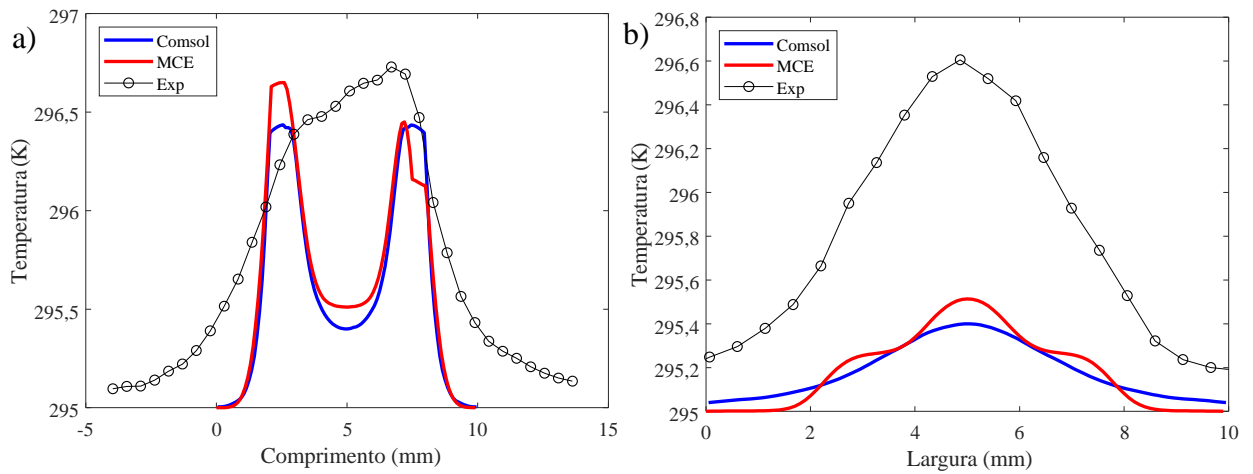 a)
297
296,5
296
295,5
295
-5
0
5
10
15
Temperatura (K)
Comprimento (mm)
Comsol
MCE
Exp
b)
296,8
296,6
296,4
296,2
296
295,8
295,6
295,4
295,2
295
0
2
4
6
8
10
Temperatura (K)
Largura (mm)
Comsol
MCE
Exp